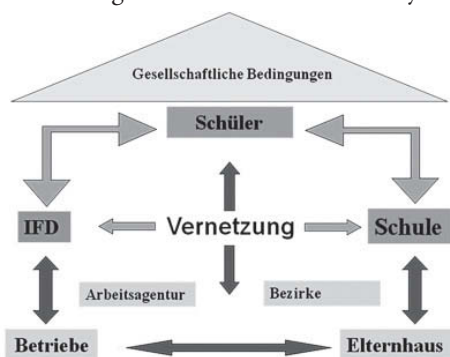 Gesellschaftliche Bedingungen
Schüler
IFD
Vernetzung
Schule
Arbeitsagentur
Bezirke
Betriebe
Elternhaus